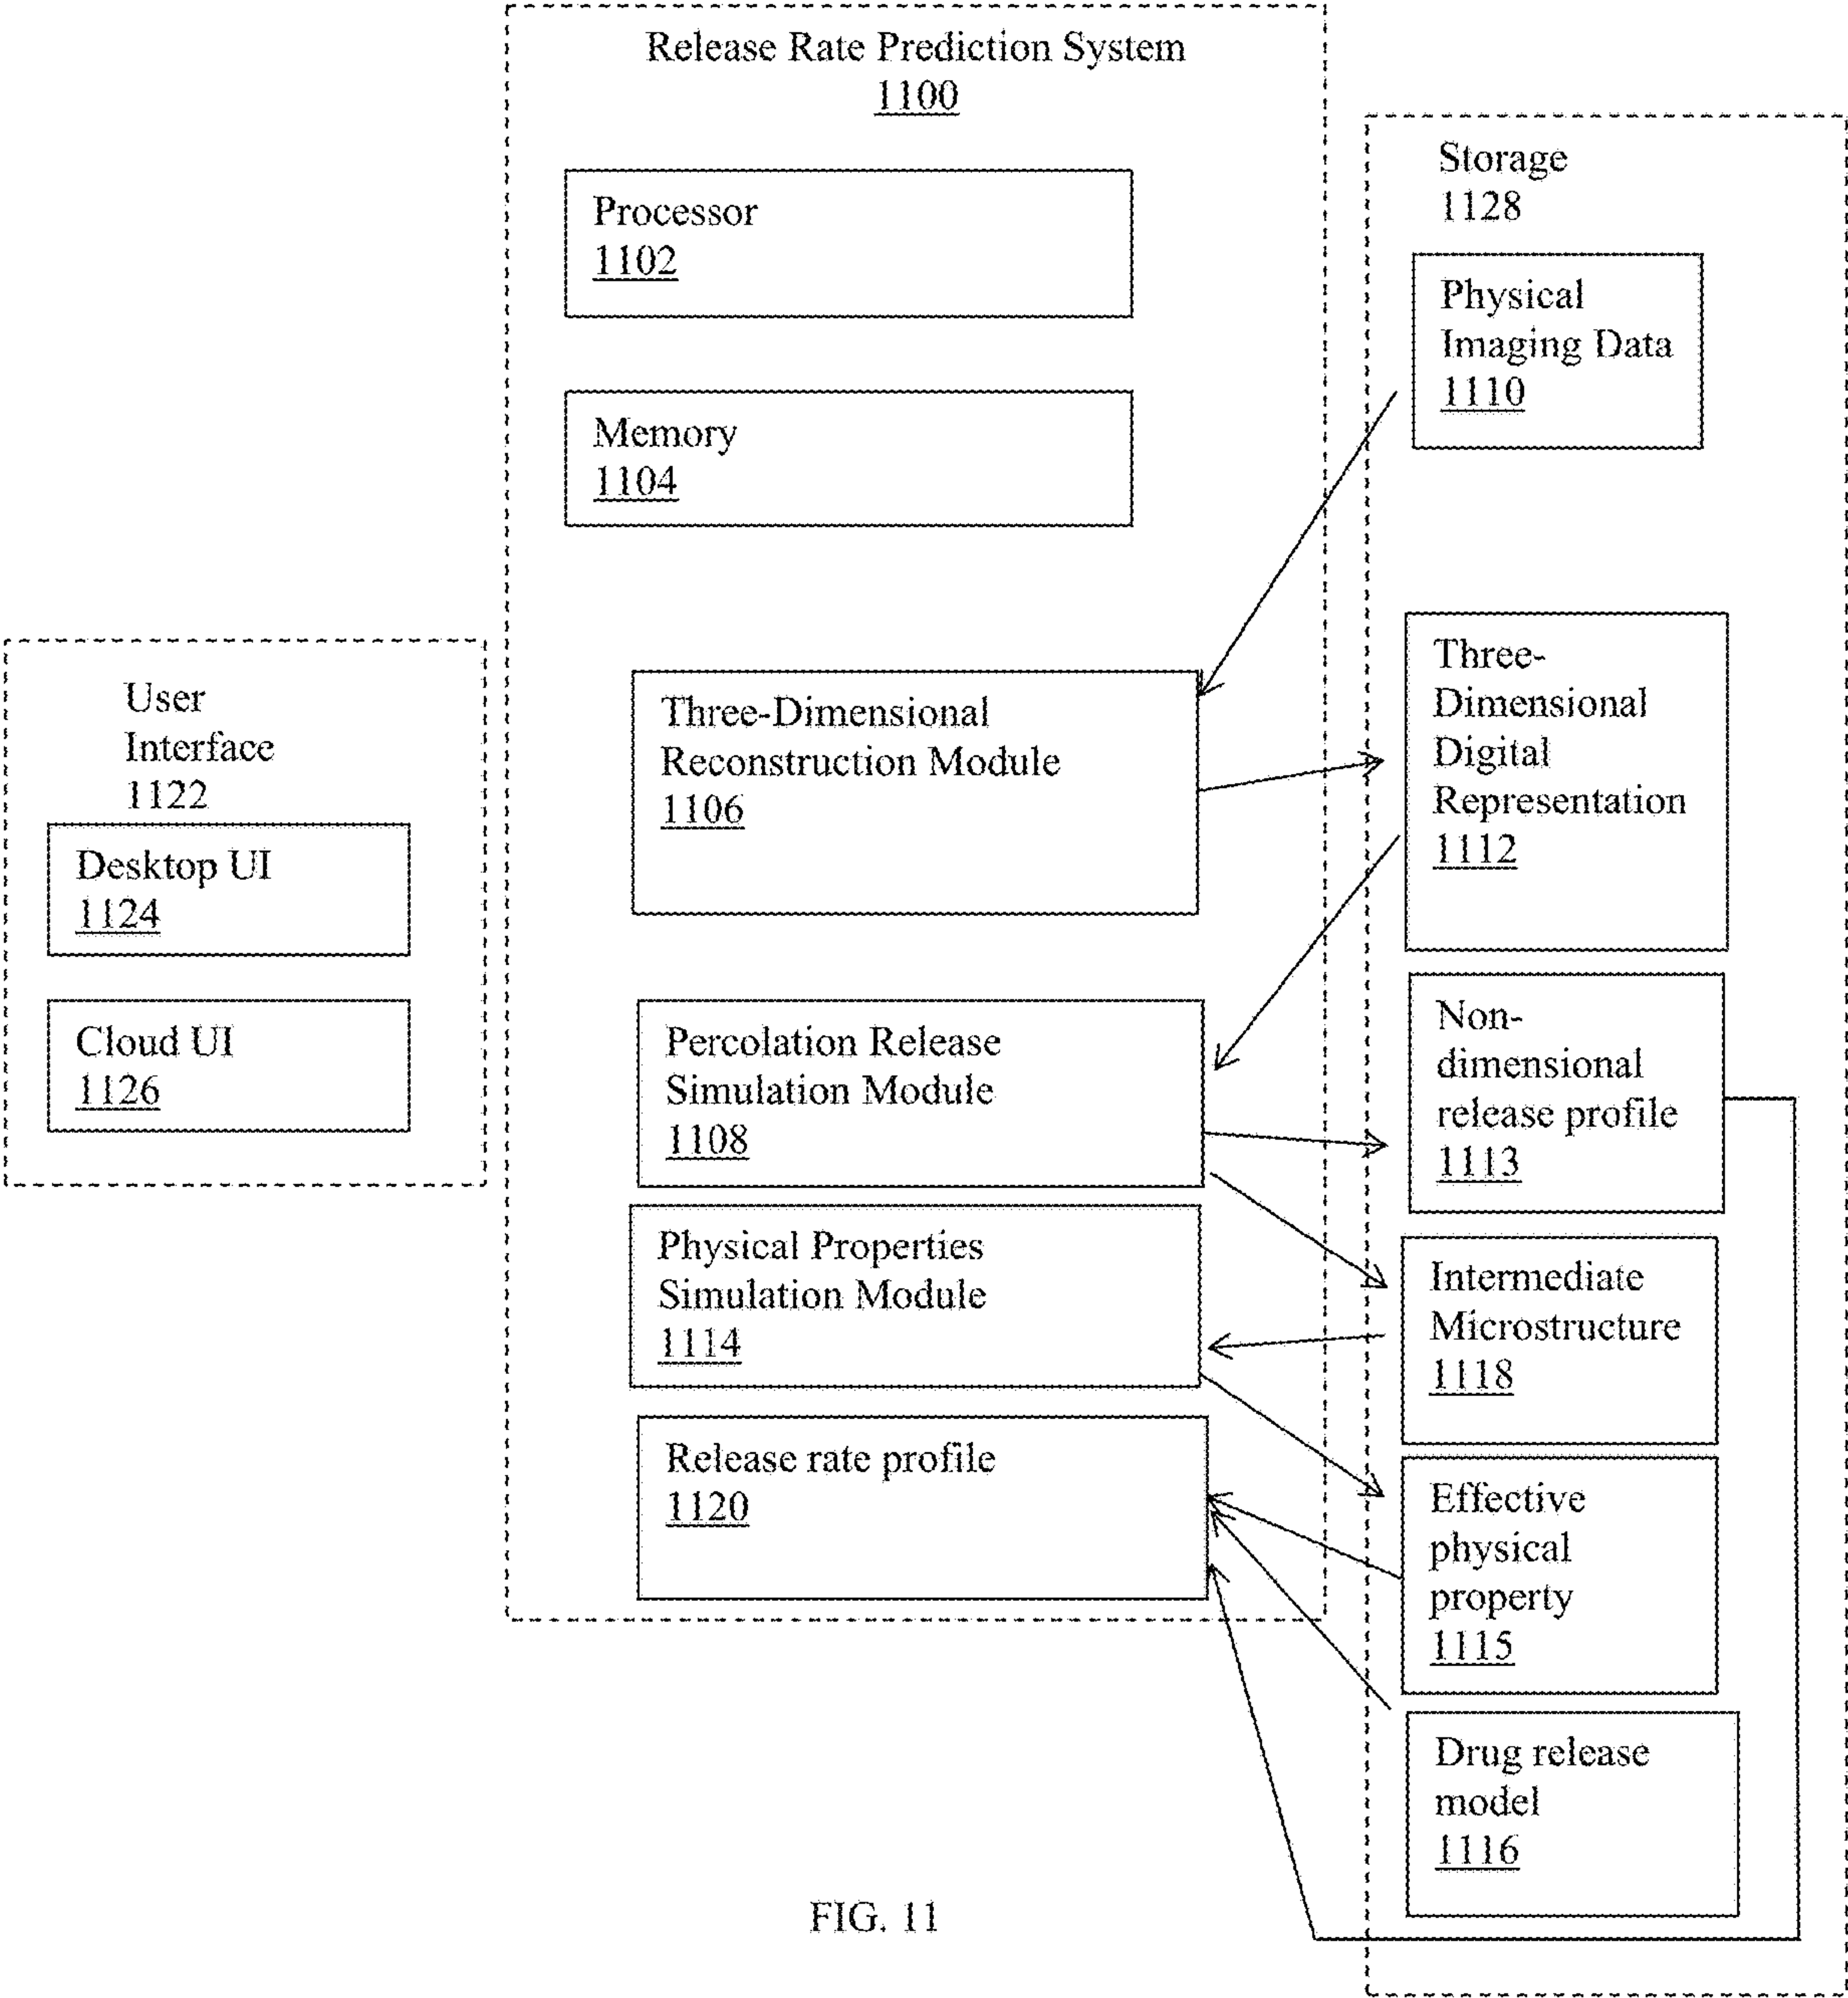 Release Rate Prediction System
1100
Processor
1102
Memory
1104
Three-Dimensional
Reconstruction Module
1106
Percolation Release
Simulation Module
1108
Physical Properties
Simulation Module
1114
Release rate profile
1120
User
Interface
1122
Desktop UI
1124
Cloud UI
1126
Storage
1128
Physical
Imaging Data
1110
Three-
Dimensional
Digital
Representation
1112
Non-
dimensional
release profile
1113
Intermediate
Microstructure
1118
Effective
physical
property
1115
Drug release
model
1116
FIG. 11